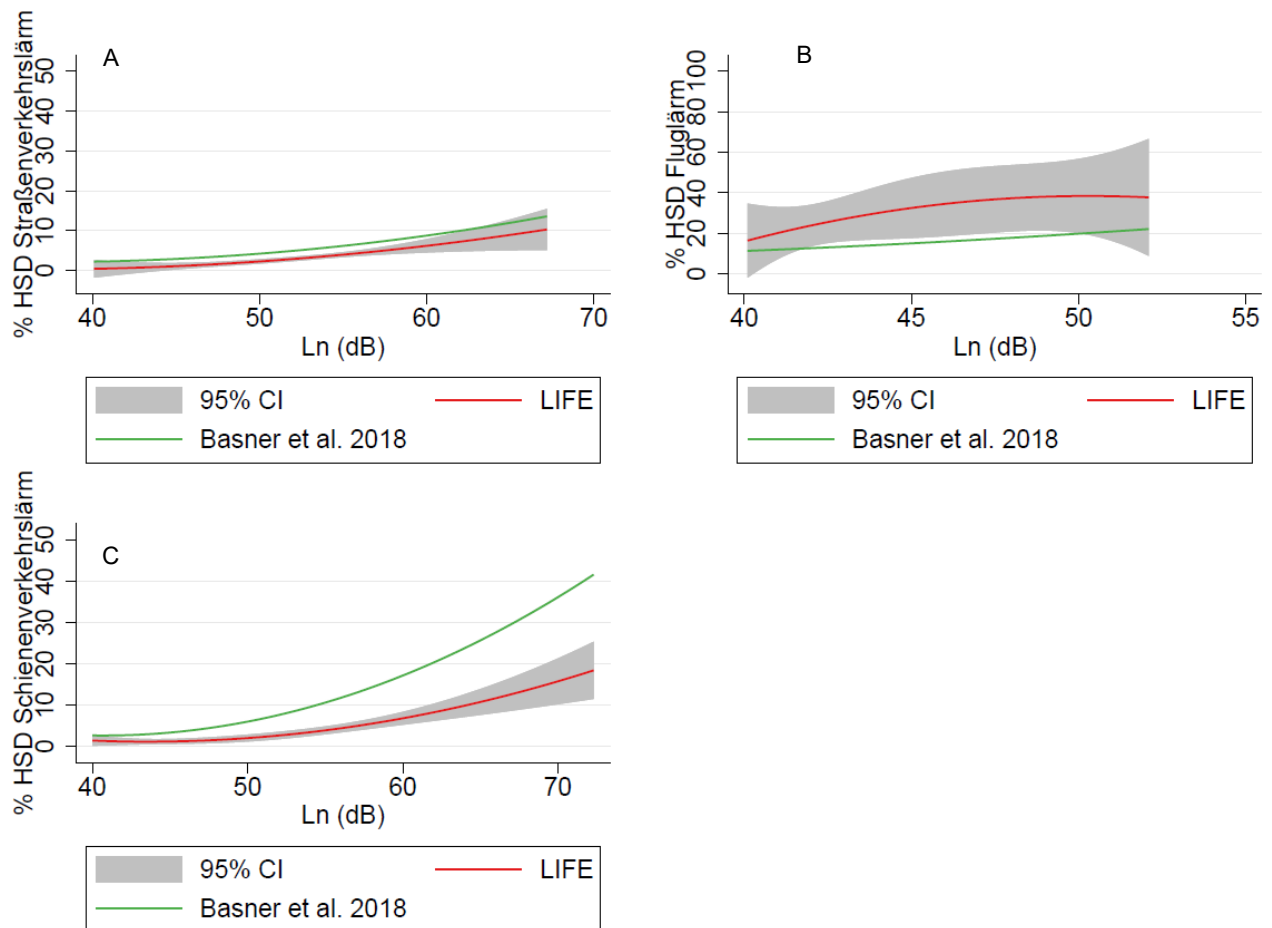 A
% HSD Straßenverkehrslärm
50
40
30
20
10
0
40 50 60 70
Ln (dB)
95% CI LIFE
Basner et al. 2018
B
% HSD Fluglärm
100
80
60
40
20
0
40 45 50 55
Ln (dB)
95% CI LIFE
Basner et al. 2018
C
% HSD Schienenverkehrslärm
50
40
30
20
10
0
40 50 60 70
Ln (dB)
95% CI LIFE
Basner et al. 2018